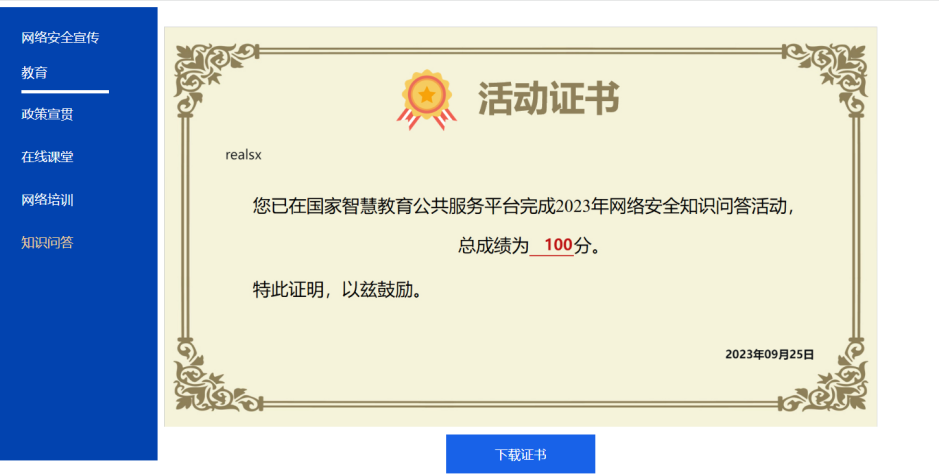 网络安全宣传
教育
政策宣贯
在线课堂
网络培训
知识问答
活动证书
realsx
您已在国家智慧教育公共服务平台完成2023年网络安全知识问答活动，
总成绩为 100分。
特此证明，以兹鼓励。
2023年09月25日
下载证书